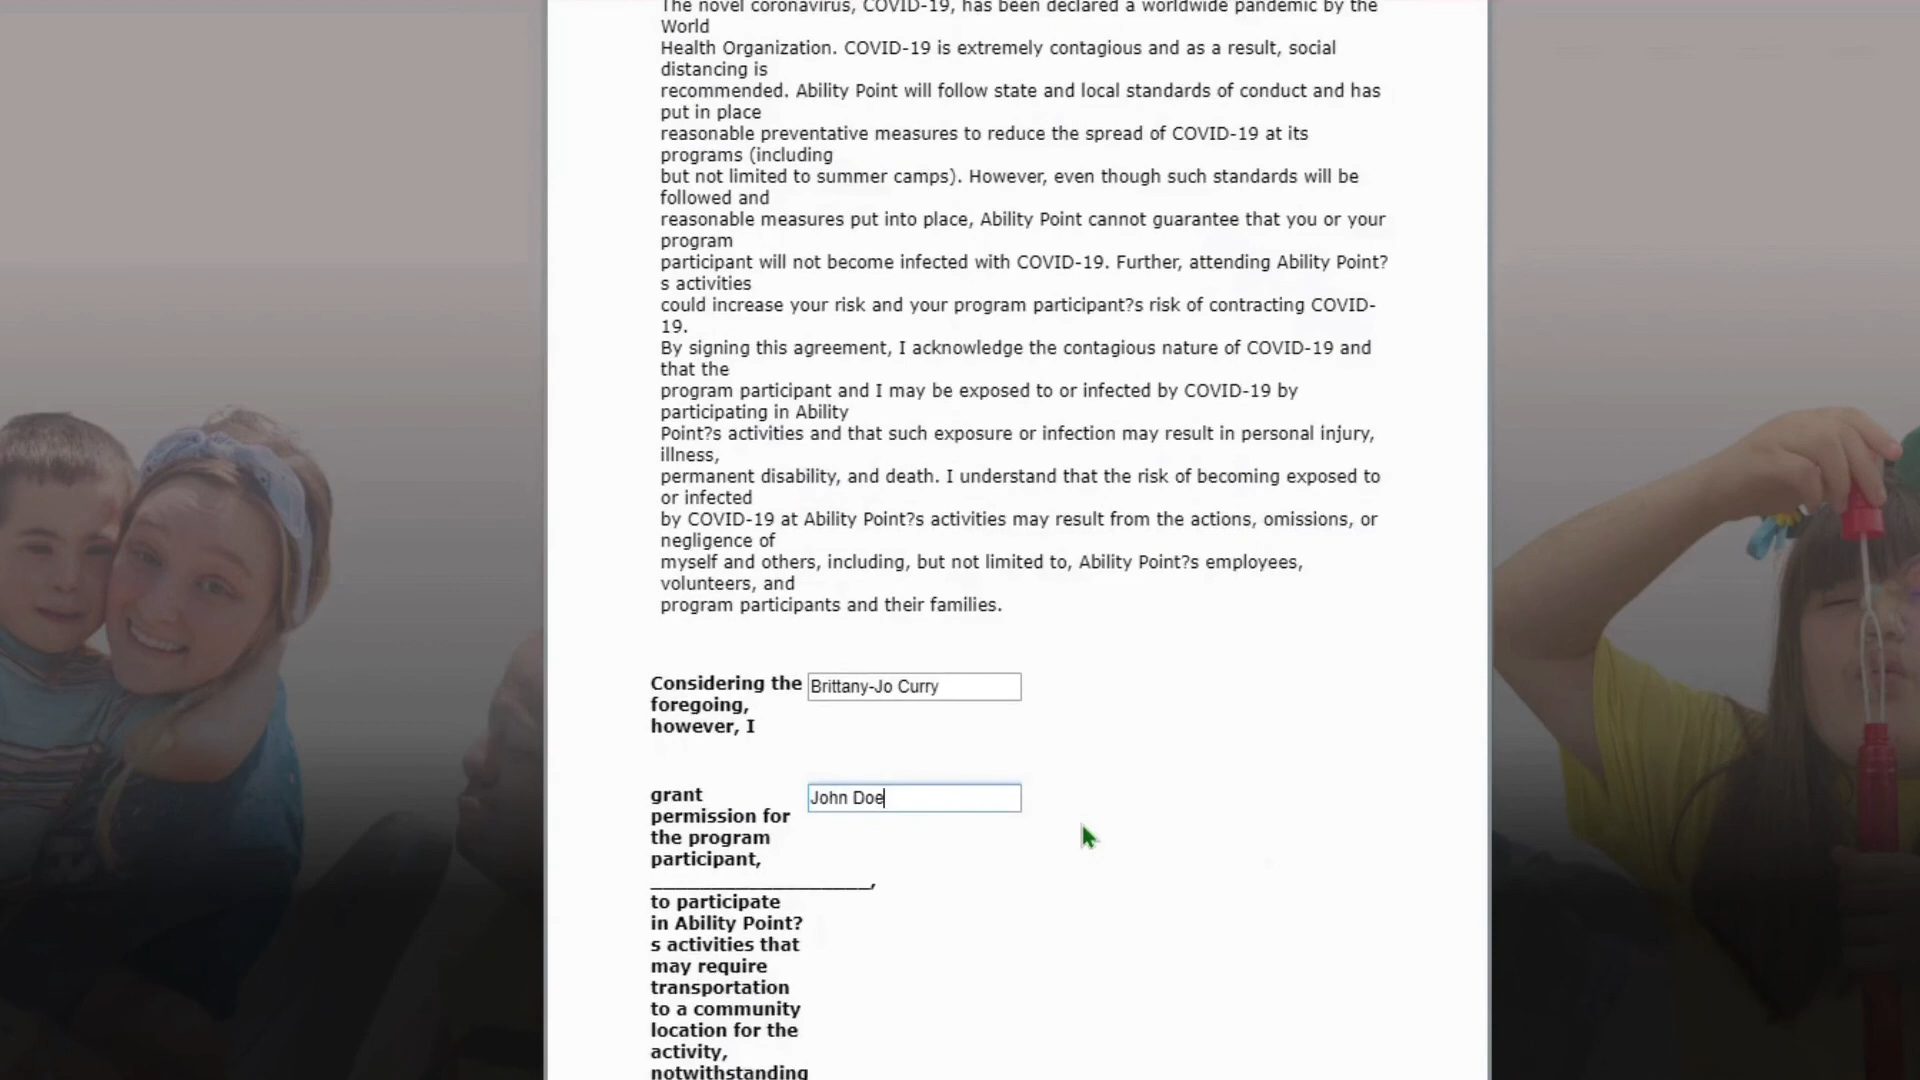 The novel coronavirus, COVID-19, has been declared a worldwide pandemic by the
World
Health Organization. COVID-19 is extremely contagious and as a result, social
distancing is
recommended. Ability Point will follow state and local standards of conduct and has
put in place
reasonable preventative measures to reduce the spread of COVID-19 at its
programs (including
but not limited to summer camps). However, even though such standards will be
followed and
reasonable measures put into place, Ability Point cannot guarantee that you or your
program
participant will not become infected with COVID-19. Further, attending Ability Point?
s activities
could increase your risk and your program participant?s risk of contracting COVID-
19.
By signing this agreement, I acknowledge the contagious nature of COVID-19 and
that the
program participant and I may be exposed to or infected by COVID-19 by
participating in Ability
Point?s activities and that such exposure or infection may result in personal injury,
illness,
permanent disability, and death. I understand that the risk of becoming exposed to
or infected
by COVID-19 at Ability Point?s activities may result from the actions, omissions, or
negligence of
myself and others, including, but not limited to, Ability Point?s employees,
volunteers, and
program participants and their families.
Considering the Brittany-Jo Curry
foregoing,
however, I
grant John Doe
permission for
the program
participant,
____________________,
to participate
in Ability Point?
s activities that
may require
transportation
to a community
location for the
activity,
notwithstanding